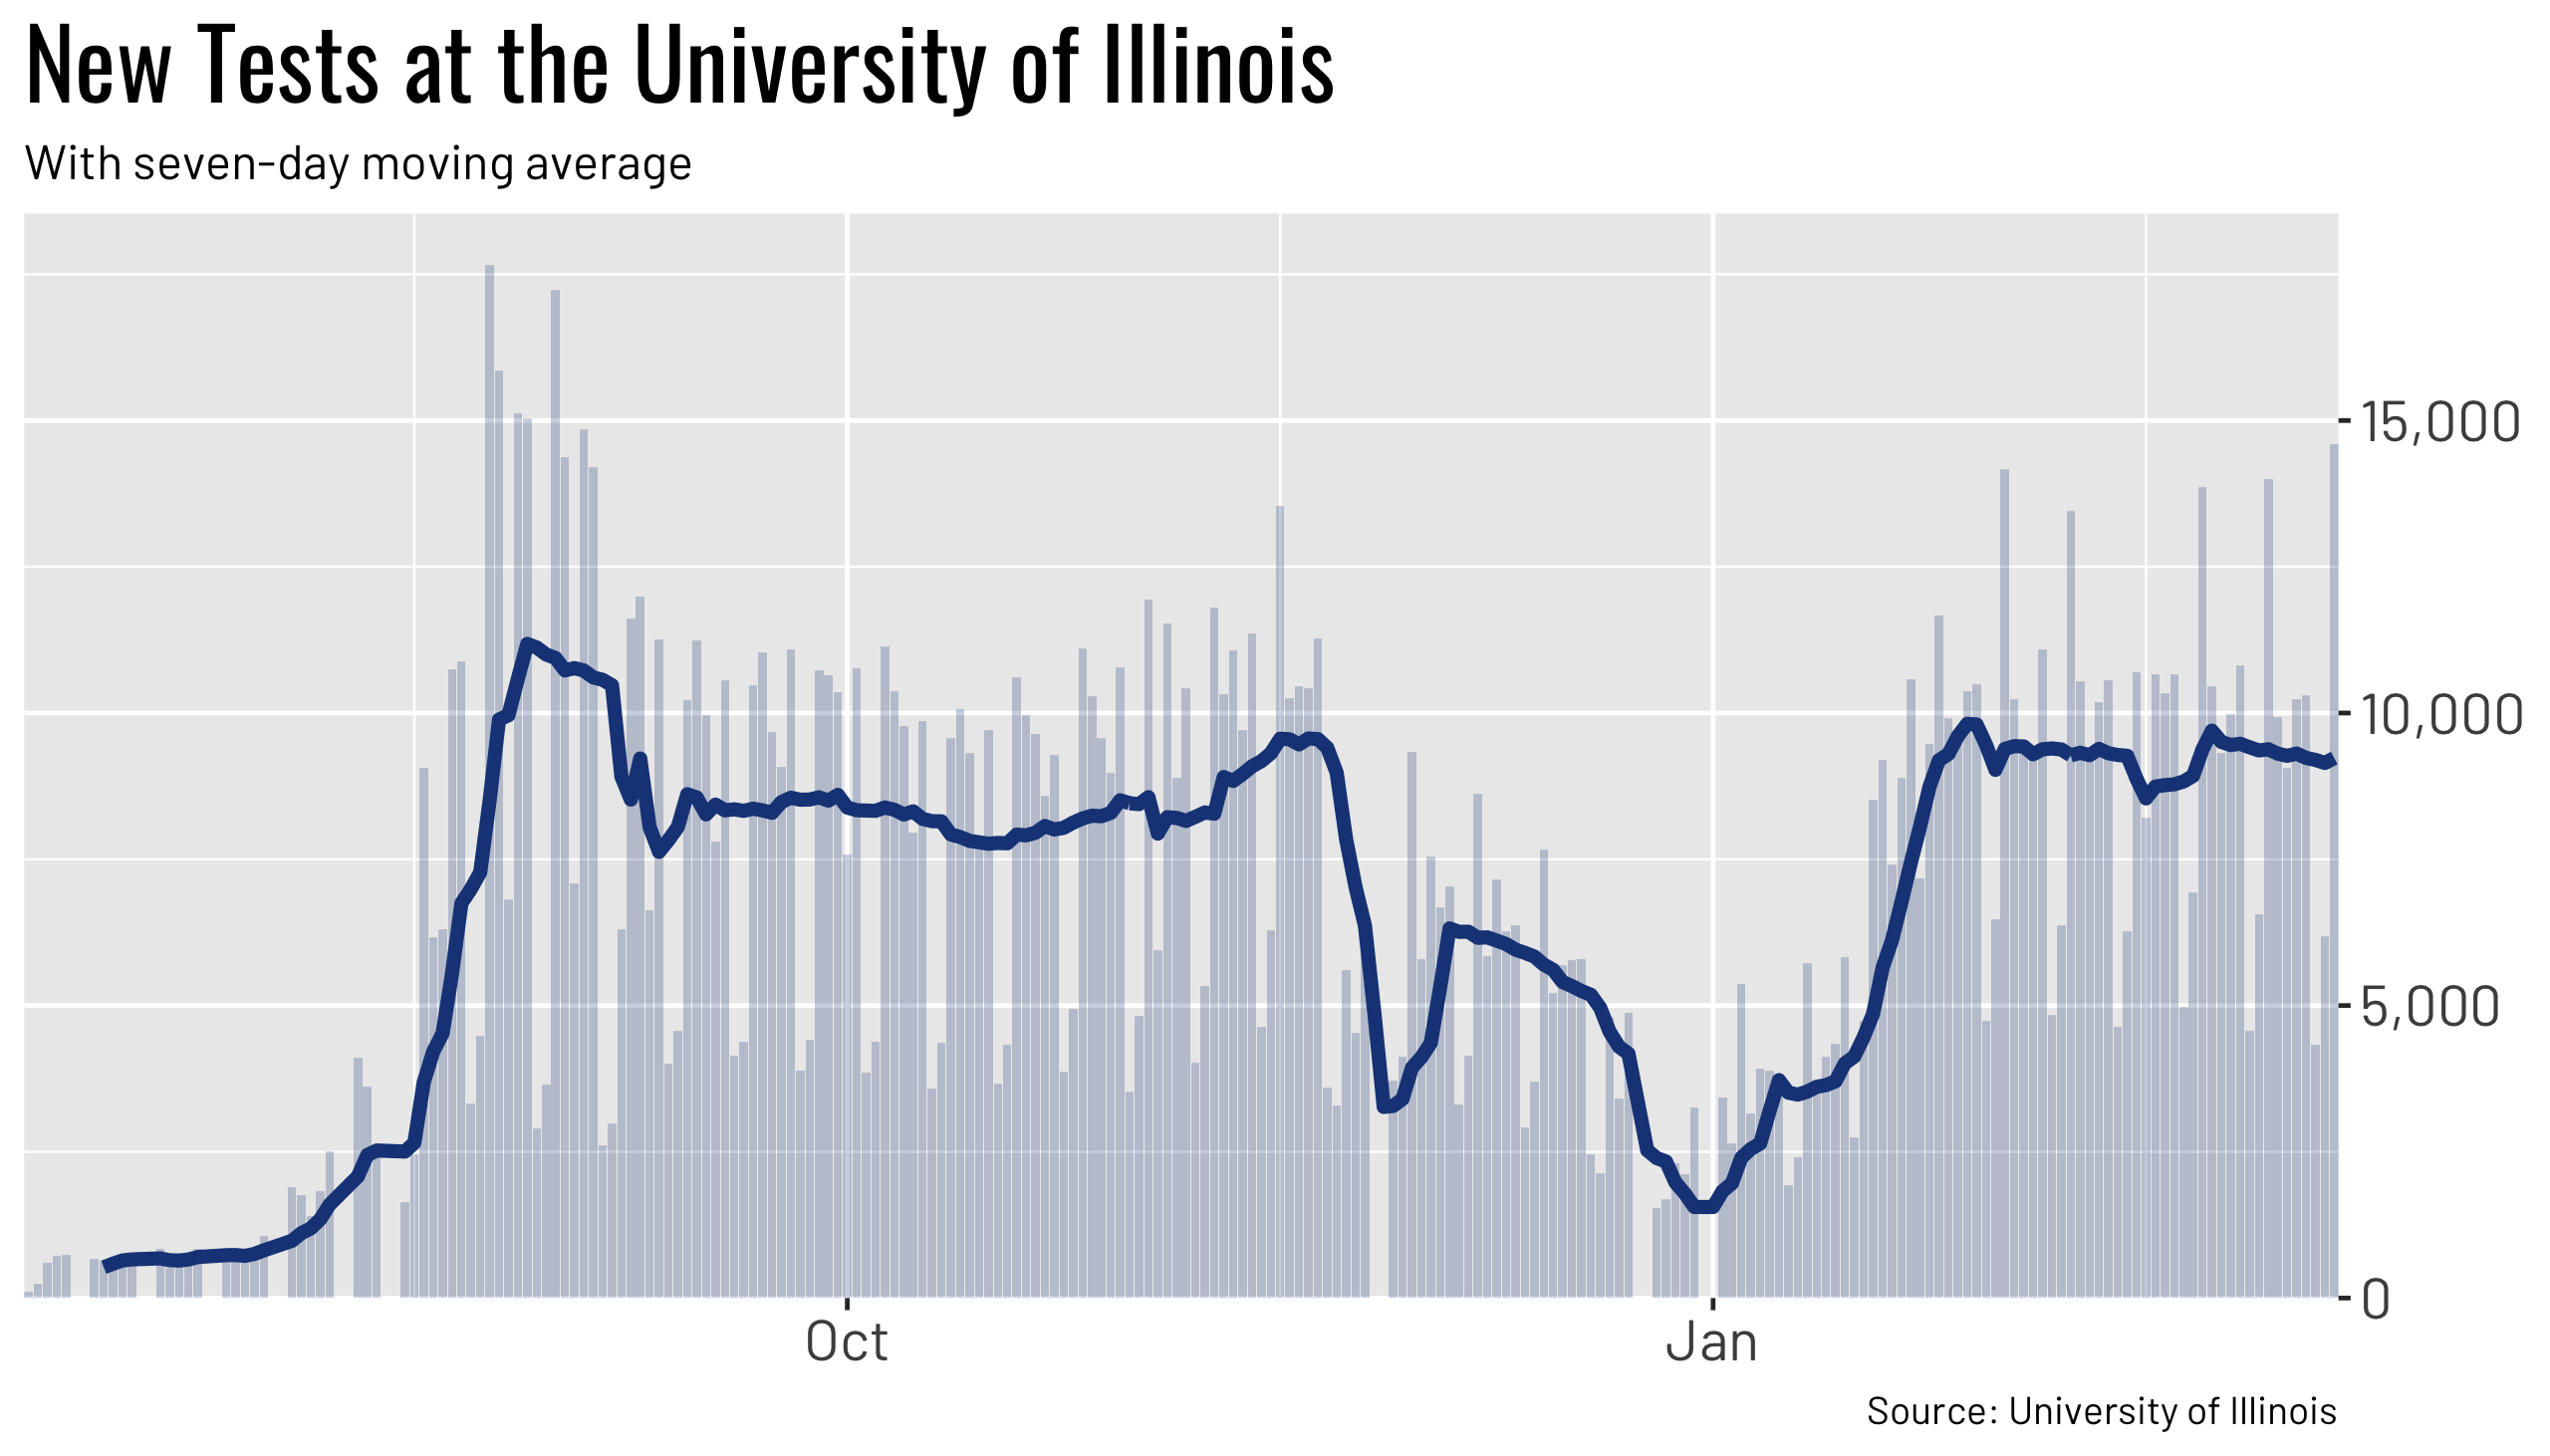 New Tests at the University of Illinois
With seven-day moving average
15,000
10,000
5,000
0
Oct
Jan
Source: University of Illinois